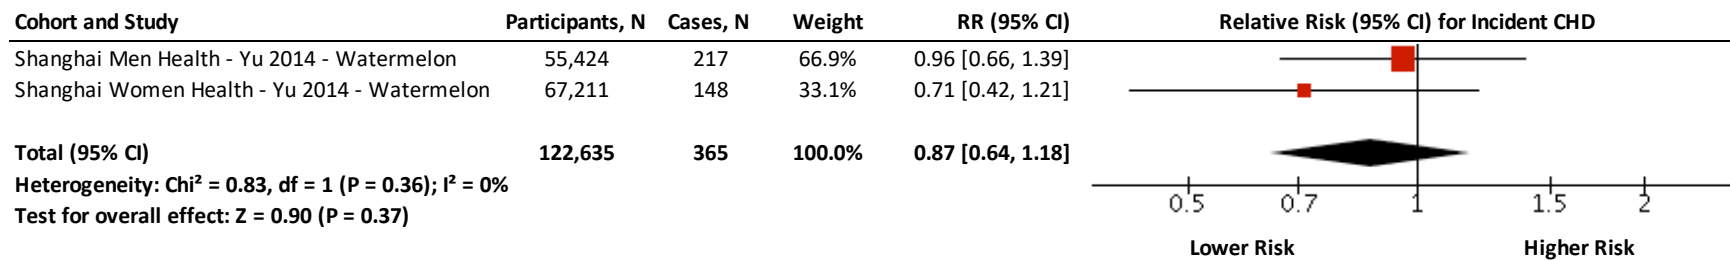 Cohort and Study Participants, N Cases, N Weight RR (95% CI) Relative Risk (95% CI) for Incident CHD
Shanghai Men Health - Yu 2014 - Watermelon 55,424 217 66.9% 0.96 [0.66, 1.39]
Shanghai Women Health - Yu 2014 - Watermelon 67,211 148 33.1% 0.71 [0.42, 1.21]
Total (95% CI) 122,635 365 100.0% 0.87 [0.64, 1.18]
Heterogeneity: Chi² = 0.83, df = 1 (P = 0.36); I² = 0%
Test for overall effect: Z = 0.90 (P = 0.37)
0.5 0.7 1 1.5 2
Lower Risk Higher Risk